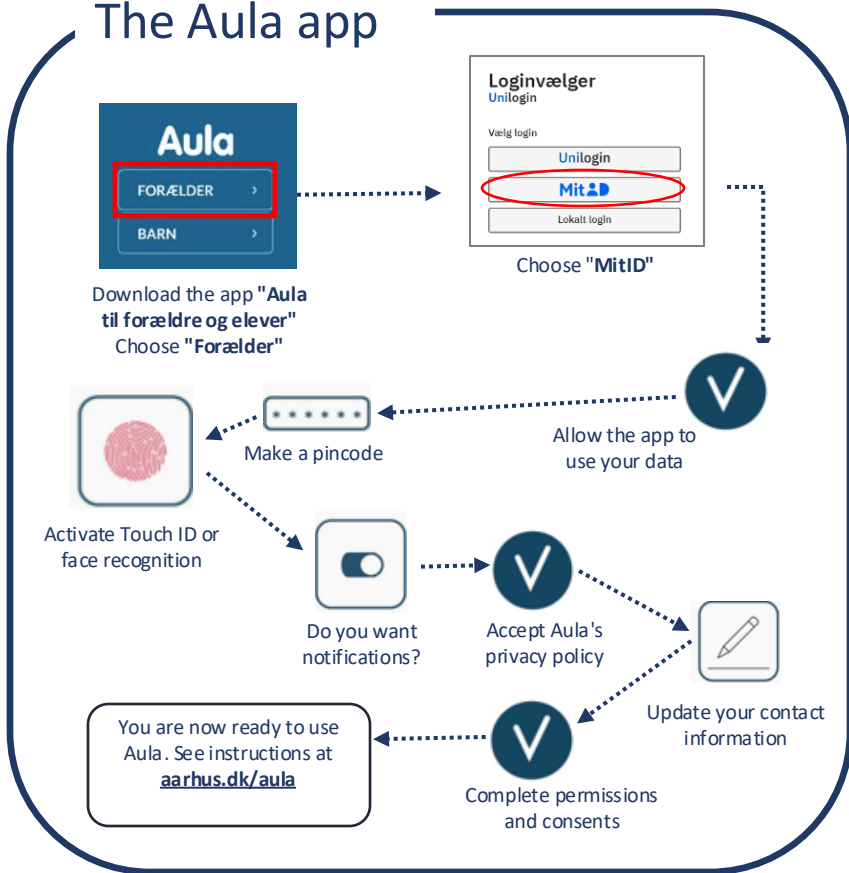 The Aula app
Aula
FORÆLDER
BARN
Download the app "Aula
til forældre og elever"
Choose "Forælder"
Loginvælger
Unilogin
Vælg login
Unilogin
Mit ID
Lokalt login
Choose "MitID"
Allow the app to
use your data
* * * * * *
Make a pincode
Activate Touch ID or
face recognition
Do you want
notifications?
Accept Aula's
privacy policy
Update your contact
information
Complete permissions
and consents
You are now ready to use
Aula. See instructions at
aarhus.dk/aula